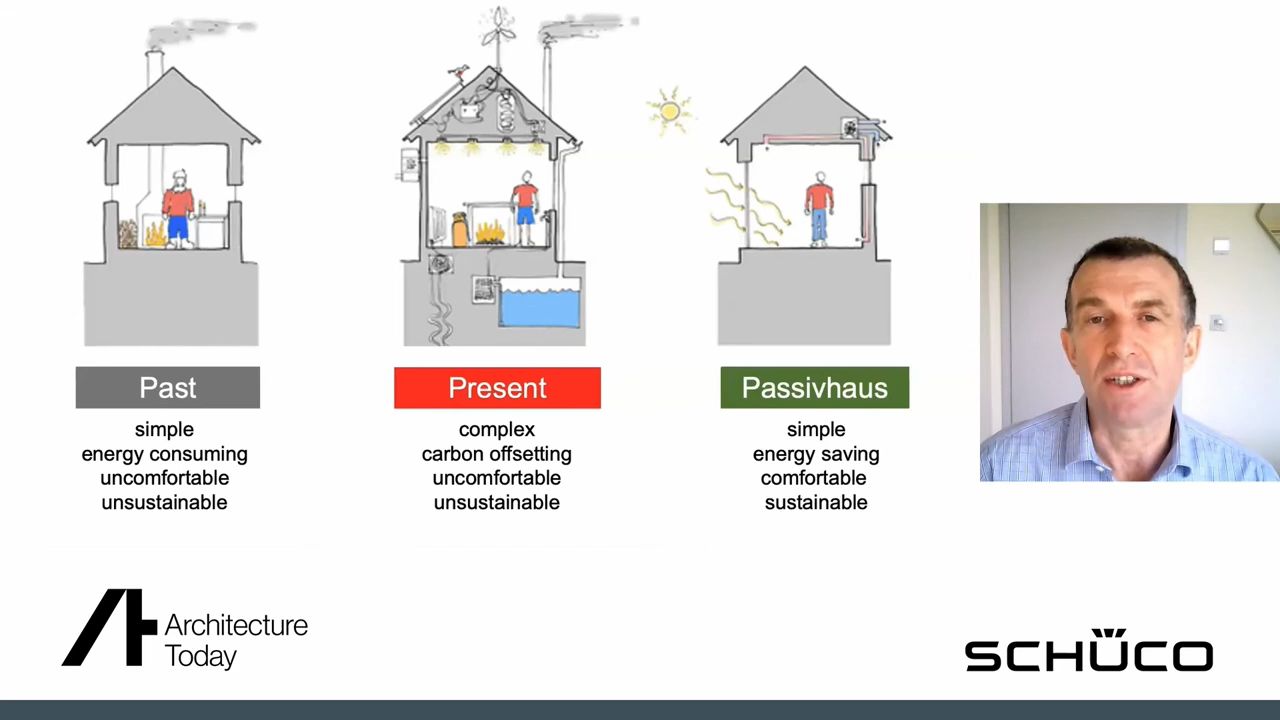 Past
simple
energy consuming
uncomfortable
unsustainable
Present
complex
carbon offsetting
uncomfortable
unsustainable
Passivhaus
simple
energy saving
comfortable
sustainable
Architecture
Today
SCHÜCO